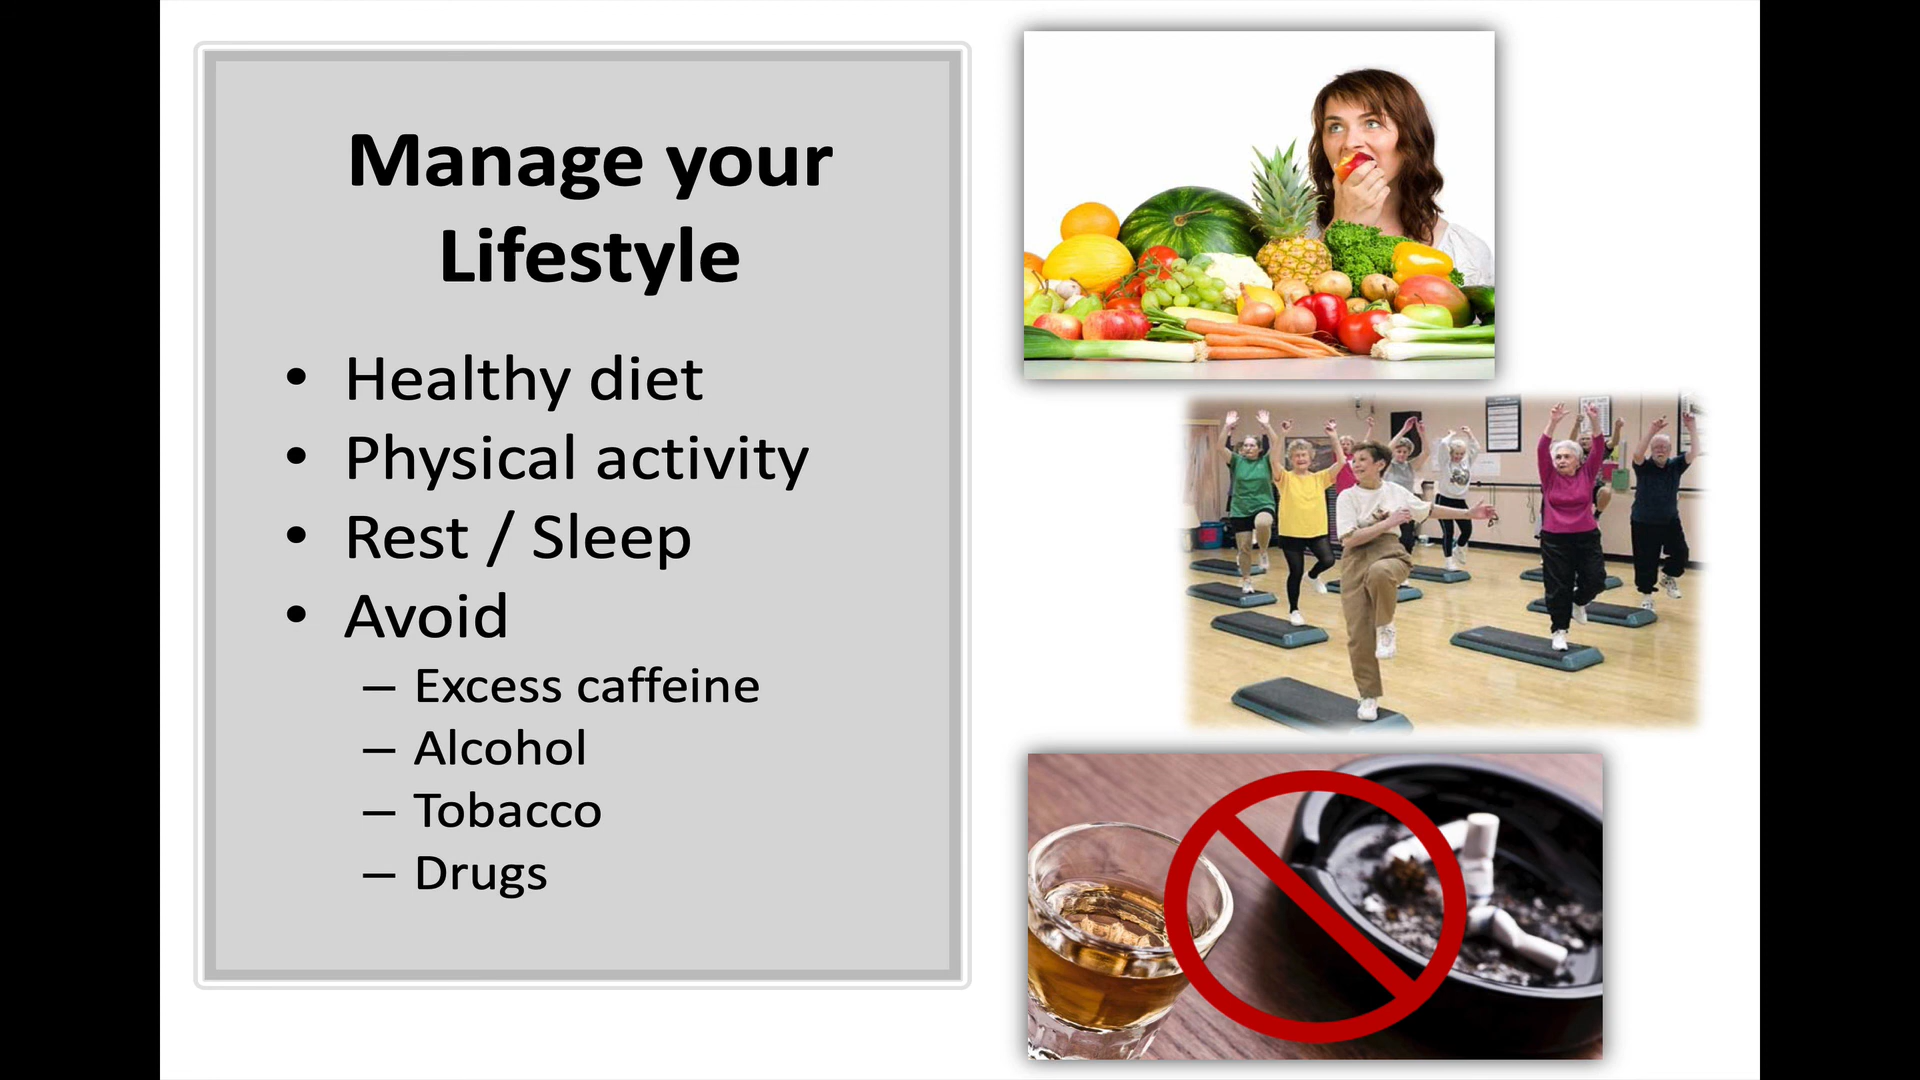 Manage your
Lifestyle
• Healthy diet
• Physical activity
• Rest / Sleep
• Avoid
– Excess caffeine
– Alcohol
– Tobacco
– Drugs